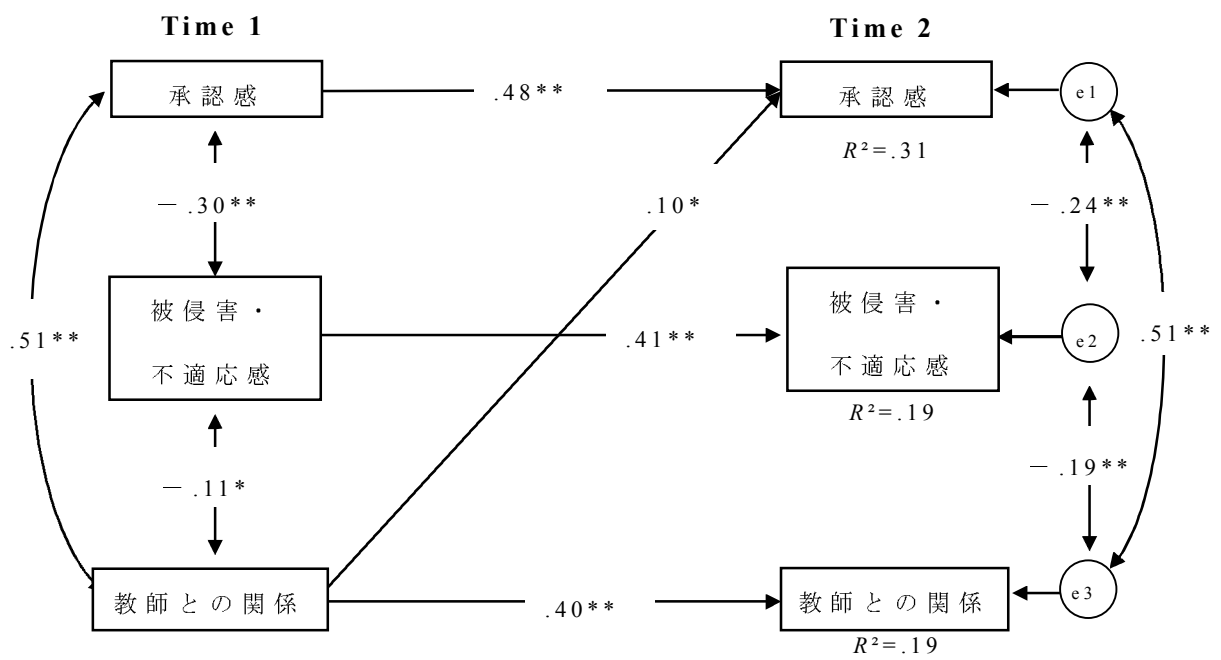 Time 1
Time 2
承認感
.48**
承認感
e1
R²=.31
― .30**
.10*
― .24**
被侵害・
不適応感
.51**
.41**
被侵害・
不適応感
e2
.51**
R²=.19
― .11*
― .19**
教師との関係
.40**
教師との関係
e3
R²=.19